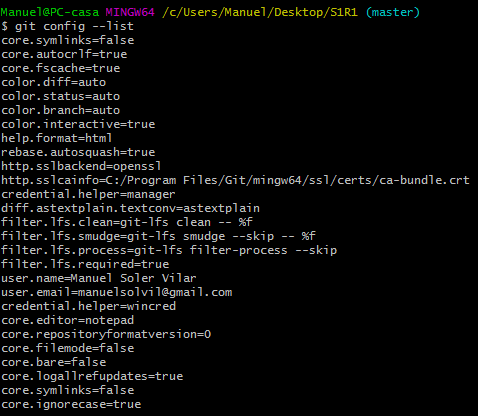 Manuel@PC-casa MINGW64 /c/Users/Manuel/Desktop/S1R1 (master)
$ git config --list
core.symlinks=false
core.autocrlf=true
core.fscache=true
color.diff=auto
color.status=auto
color.branch=auto
color.interactive=true
help.format=html
rebase.autosquash=true
http.sslbackend=openssl
http.sslcainfo=C:/Program Files/Git/mingw64/ssl/certs/ca-bundle.crt
credential.helper=manager
diff.astextplain.textconv=astextplain
filter.lfs.clean=git-lfs clean -- %f
filter.lfs.smudge=git-lfs smudge --skip -- %f
filter.lfs.process=git-lfs filter-process --skip
filter.lfs.required=true
user.name=Manuel Soler Vilar
user.email=manuelsolvil@gmail.com
credential.helper=wincred
core.editor=notepad
core.repositoryformatversion=0
core.filemode=false
core.bare=false
core.logallrefupdates=true
core.symlinks=false
core.ignorecase=true